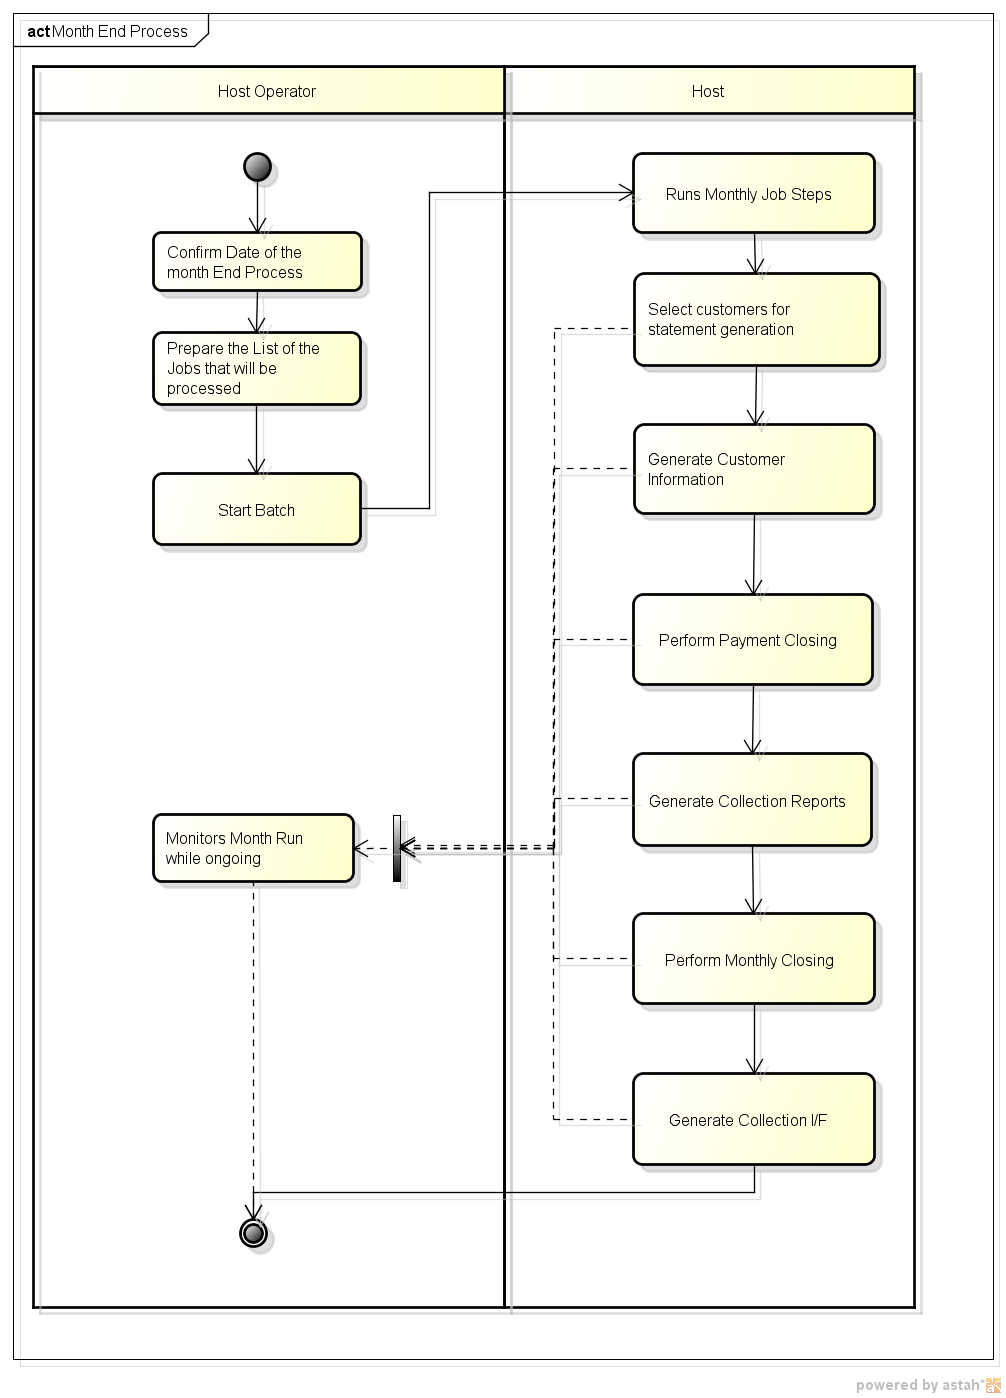 act Month End Process
Host Operator
Host
Confirm Date of the
month End Process
Prepare the List of the
Jobs that will be
processed
Start Batch
Monitors Month Run
while ongoing
Runs Monthly Job Steps
Select customers for
statement generation
Generate Customer
Information
Perform Payment Closing
Generate Collection Reports
Perform Monthly Closing
Generate Collection I/F
powered by astah*